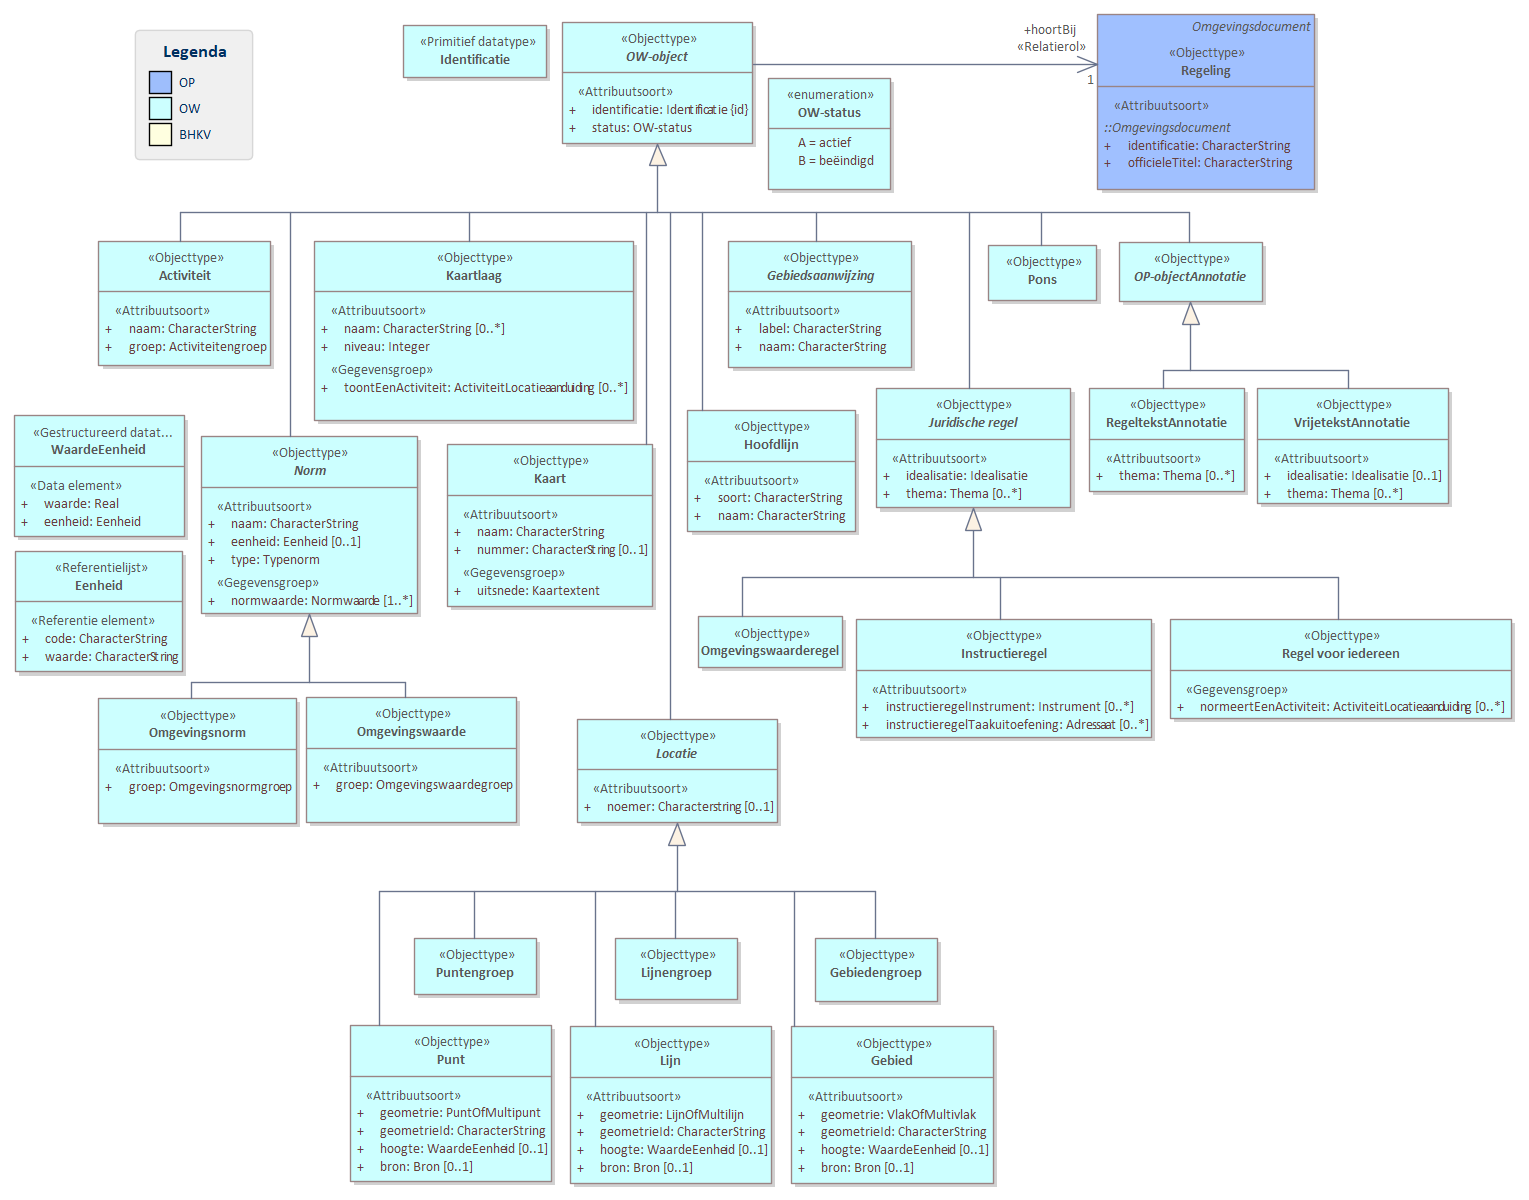 Legenda
OP
OW
BHKV
«Primitief datatype»
Identificatie
«Objecttype»
OW-object
«Attribuutsoort»
+ identificatie: Identificatie {id}
+ status: OW-status
+hoortBij
«Relatierol»
1
Omgevingsdocument
«Objecttype»
Regeling
«Attribuutsoort»
::Omgevingsdocument
+ identificatie: CharacterString
+ officieleTitel: CharacterString
«enumeration»
OW-status
A = actief
B = beëindigd
«Objecttype»
Activiteit
«Attribuutsoort»
+ naam: CharacterString
+ groep: Activiteitengroep
«Objecttype»
Kaartlaag
«Attribuutsoort»
+ naam: CharacterString [0..*]
+ niveau: Integer
«Gegevensgroep»
+ toontEenActiviteit: ActiviteitLocatieaanduiding [0..*]
«Objecttype»
Gebiedsaanwijzing
«Attribuutsoort»
+ label: CharacterString
+ naam: CharacterString
«Objecttype»
Pons
«Objecttype»
OP-objectAnnotatie
«Gestructureerd datat...
WaardeEenheid
«Data element»
+ waarde: Real
+ eenheid: Eenheid
«Objecttype»
Norm
«Attribuutsoort»
+ naam: CharacterString
+ eenheid: Eenheid [0..1]
+ type: Typenorm
«Gegevensgroep»
+ normwaarde: Normwaarde [1..*]
«Objecttype»
Kaart
«Attribuutsoort»
+ naam: CharacterString
+ nummer: CharacterString [0..1]
«Gegevensgroep»
+ uitsnede: Kaartextent
«Objecttype»
Hoofdlijn
«Attribuutsoort»
+ soort: CharacterString
+ naam: CharacterString
«Objecttype»
Juridische regel
«Attribuutsoort»
+ idealisatie: Idealisatie
+ thema: Thema [0..*]
«Objecttype»
RegeltekstAnnotatie
«Attribuutsoort»
+ thema: Thema [0..*]
«Objecttype»
VrijetekstAnnotatie
«Attribuutsoort»
+ idealisatie: Idealisatie [0..1]
+ thema: Thema [0..*]
«Referentielijst»
Eenheid
«Referentie element»
+ code: CharacterString
+ waarde: CharacterString
«Objecttype»
Omgevingswaarderegel
«Objecttype»
Instructieregel
«Attribuutsoort»
+ instructieregelInstrument: Instrument [0..*]
+ instructieregelTaakuitoefening: Adressaat [0..*]
«Objecttype»
Regel voor iedereen
«Gegevensgroep»
+ normeertEenActiviteit: ActiviteitLocatieaanduiding [0..*]
«Objecttype»
Omgevingsnorm
«Attribuutsoort»
+ groep: Omgevingsnormgroep
«Objecttype»
Omgevingswaarde
«Attribuutsoort»
+ groep: Omgevingswaardegroep
«Objecttype»
Locatie
«Attribuutsoort»
+ noemer: Characterstring [0..1]
«Objecttype»
Puntengroep
«Objecttype»
Lijnengroep
«Objecttype»
Gebiedengroep
«Objecttype»
Punt
«Attribuutsoort»
+ geometrie: PuntOfMultipunt
+ geometrieId: CharacterString
+ hoogte: WaardeEenheid [0..1]
+ bron: Bron [0..1]
«Objecttype»
Lijn
«Attribuutsoort»
+ geometrie: LijnOfMultilijn
+ geometrieId: CharacterString
+ hoogte: WaardeEenheid [0..1]
+ bron: Bron [0..1]
«Objecttype»
Gebied
«Attribuutsoort»
+ geometrie: VlakOfMultivlak
+ geometrieId: CharacterString
+ hoogte: WaardeEenheid [0..1]
+ bron: Bron [0..1]